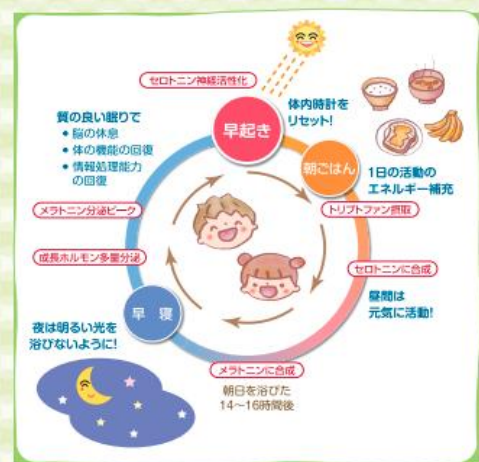 セロトニン神経活性化
早起き
体内時計を
リセット!
朝ごはん
1日の活動の
エネルギー補充
トリプトファン摂取
セロトニンに合成
昼間は
元気に活動!
メラトニンに合成
朝日を浴びた
14〜16時間後
早寝
夜は明るい光を
浴びないように!
成長ホルモン多量分泌
メラトニン分泌ピーク
質の良い眠りで
● 脳の休息
● 体の機能の回復
● 情報処理能力
の回復